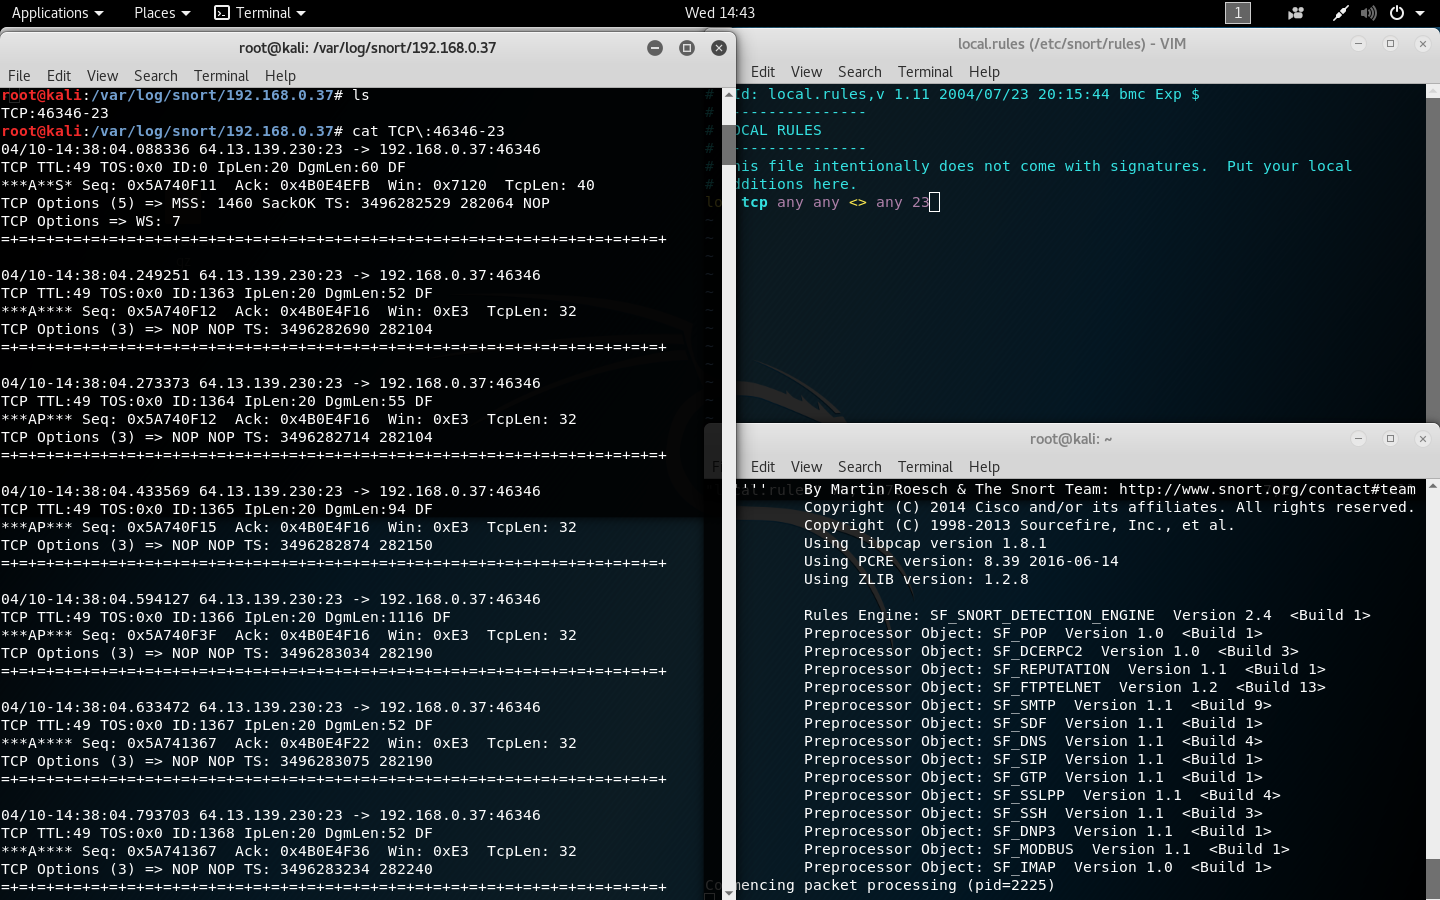 Applications Places Terminal Wed 14:43 1
root@kali: /var/log/snort/192.168.0.37
File Edit View Search Terminal Help
root@kali:/var/log/snort/192.168.0.37# ls
TCP:46346-23
root@kali:/var/log/snort/192.168.0.37# cat TCP\:46346-23
04/10-14:38:04.088336 64.13.139.230:23 -> 192.168.0.37:46346
TCP TTL:49 TOS:0x0 ID:0 IpLen:20 DgmLen:60 DF
***A**S* Seq: 0x5A740F11  Ack: 0x4B0E4EFB  Win: 0x7120  TcpLen: 40
TCP Options (5) => MSS: 1460 SackOK TS: 3496282529 282064 NOP
TCP Options => WS: 7
=+=+=+=+=+=+=+=+=+=+=+=+=+=+=+=+=+=+=+=+=+=+=+=+=+=+=+=+=+=+=+=+=+=+=+=+=+
04/10-14:38:04.249251 64.13.139.230:23 -> 192.168.0.37:46346
TCP TTL:49 TOS:0x0 ID:1363 IpLen:20 DgmLen:52 DF
***A**** Seq: 0x5A740F12  Ack: 0x4B0E4F16  Win: 0xE3  TcpLen: 32
TCP Options (3) => NOP NOP TS: 3496282690 282104
=+=+=+=+=+=+=+=+=+=+=+=+=+=+=+=+=+=+=+=+=+=+=+=+=+=+=+=+=+=+=+=+=+=+=+=+=+
04/10-14:38:04.273373 64.13.139.230:23 -> 192.168.0.37:46346
TCP TTL:49 TOS:0x0 ID:1364 IpLen:20 DgmLen:55 DF
***AP*** Seq: 0x5A740F12  Ack: 0x4B0E4F16  Win: 0xE3  TcpLen: 32
TCP Options (3) => NOP NOP TS: 3496282714 282104
=+=+=+=+=+=+=+=+=+=+=+=+=+=+=+=+=+=+=+=+=+=+=+=+=+=+=+=+=+=+=+=+=+=+=+=+=+
04/10-14:38:04.433569 64.13.139.230:23 -> 192.168.0.37:46346
TCP TTL:49 TOS:0x0 ID:1365 IpLen:20 DgmLen:94 DF
***AP*** Seq: 0x5A740F15  Ack: 0x4B0E4F16  Win: 0xE3  TcpLen: 32
TCP Options (3) => NOP NOP TS: 3496282874 282150
=+=+=+=+=+=+=+=+=+=+=+=+=+=+=+=+=+=+=+=+=+=+=+=+=+=+=+=+=+=+=+=+=+=+=+=+=+
04/10-14:38:04.594127 64.13.139.230:23 -> 192.168.0.37:46346
TCP TTL:49 TOS:0x0 ID:1366 IpLen:20 DgmLen:1116 DF
***AP*** Seq: 0x5A740F3F  Ack: 0x4B0E4F16  Win: 0xE3  TcpLen: 32
TCP Options (3) => NOP NOP TS: 3496283034 282190
=+=+=+=+=+=+=+=+=+=+=+=+=+=+=+=+=+=+=+=+=+=+=+=+=+=+=+=+=+=+=+=+=+=+=+=+=+
04/10-14:38:04.633472 64.13.139.230:23 -> 192.168.0.37:46346
TCP TTL:49 TOS:0x0 ID:1367 IpLen:20 DgmLen:52 DF
***A**** Seq: 0x5A741367  Ack: 0x4B0E4F22  Win: 0xE3  TcpLen: 32
TCP Options (3) => NOP NOP TS: 3496283075 282190
=+=+=+=+=+=+=+=+=+=+=+=+=+=+=+=+=+=+=+=+=+=+=+=+=+=+=+=+=+=+=+=+=+=+=+=+=+
04/10-14:38:04.793703 64.13.139.230:23 -> 192.168.0.37:46346
TCP TTL:49 TOS:0x0 ID:1368 IpLen:20 DgmLen:52 DF
***A**** Seq: 0x5A741367  Ack: 0x4B0E4F36  Win: 0xE3  TcpLen: 32
TCP Options (3) => NOP NOP TS: 3496283234 282240
=+=+=+=+=+=+=+=+=+=+=+=+=+=+=+=+=+=+=+=+=+=+=+=+=+=+=+=+=+=+=+=+=+=+=+=+=+
local.rules (/etc/snort/rules) - VIM
Edit View Search Terminal Help
# Id: local.rules,v 1.11 2004/07/23 20:15:44 bmc Exp $
# ---------------
# OCAL RULES
# ---------------
# his file intentionally does not come with signatures.  Put your local
# dditions here.
lo tcp any any <> any 23
root@kali: ~
F Edit View Search Terminal Help
'''' By Martin Roesch & The Snort Team: http://www.snort.org/contact#team
Copyright (C) 2014 Cisco and/or its affiliates. All rights reserved.
Copyright (C) 1998-2013 Sourcefire, Inc., et al.
Using libpcap version 1.8.1
Using PCRE version: 8.39 2016-06-14
Using ZLIB version: 1.2.8
Rules Engine: SF_SNORT_DETECTION_ENGINE  Version 2.4  <Build 1>
Preprocessor Object: SF_POP  Version 1.0  <Build 1>
Preprocessor Object: SF_DCERPC2  Version 1.0  <Build 3>
Preprocessor Object: SF_REPUTATION  Version 1.1  <Build 1>
Preprocessor Object: SF_FTPTELNET  Version 1.2  <Build 13>
Preprocessor Object: SF_SMTP  Version 1.1  <Build 9>
Preprocessor Object: SF_SDF  Version 1.1  <Build 1>
Preprocessor Object: SF_DNS  Version 1.1  <Build 4>
Preprocessor Object: SF_SIP  Version 1.1  <Build 1>
Preprocessor Object: SF_GTP  Version 1.1  <Build 1>
Preprocessor Object: SF_SSLPP  Version 1.1  <Build 4>
Preprocessor Object: SF_SSH  Version 1.1  <Build 3>
Preprocessor Object: SF_DNP3  Version 1.1  <Build 1>
Preprocessor Object: SF_MODBUS  Version 1.1  <Build 1>
Preprocessor Object: SF_IMAP  Version 1.0  <Build 1>
Commencing packet processing (pid=2225)